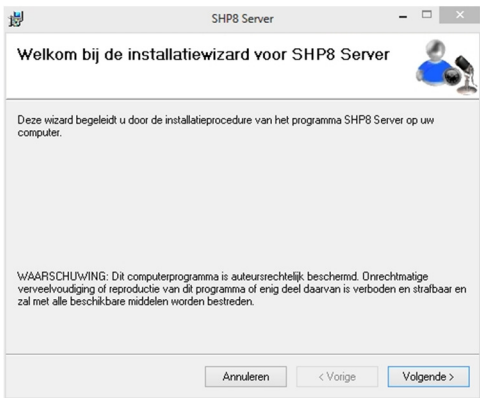 SHP8 Server
Welkom bij de installatiewizard voor SHP8 Server
Deze wizard begeleidt u door de installatieprocedure van het programma SHP8 Server op uw
computer.
WAARSCHUWING: Dit computerprogramma is auteursrechtelijk beschermd. Onrechtmatige
verveelvoudiging of reproductie van dit programma of enig deel daarvan is verboden en strafbaar en
zal met alle beschikbare middelen worden bestreden.
Annuleren
< Vorige
Volgende >